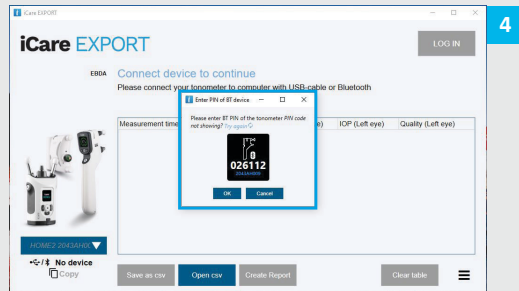 iCare EXPORT
4
iCare EXPORT
LOG IN
EBDA
Connect device to continue
Please connect your tonometer to computer with USB-cable or Bluetooth
Enter PIN of BT device
Please enter BT PIN of the tonometer PIN code
not showing? Try again
026112
2043AH009
OK Cancel
Measurement time
e) IOP (Left eye) Quality (Left eye)
No device
Copy
Save as csv Open csv Create Report Clear table